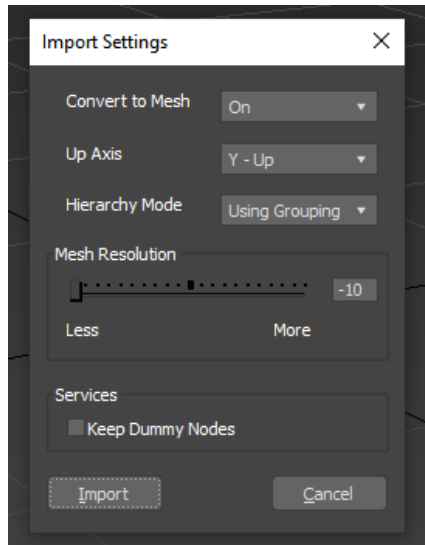 Import Settings
Convert to Mesh On
Up Axis Y - Up
Hierarchy Mode Using Grouping
Mesh Resolution
-10
Less More
Services
Keep Dummy Nodes
Import Cancel